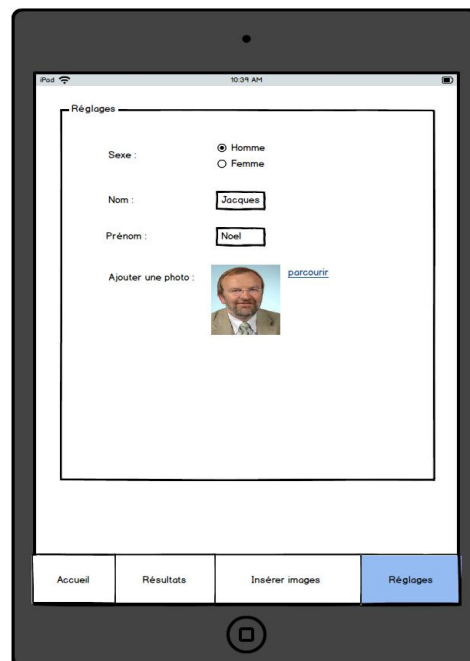 iPod 10:39 AM
Réglages
Sexe : Homme
Femme
Nom : Jacques
Prénom : Noel
Ajouter une photo : parcourir
Accueil Résultats Insérer images Réglages